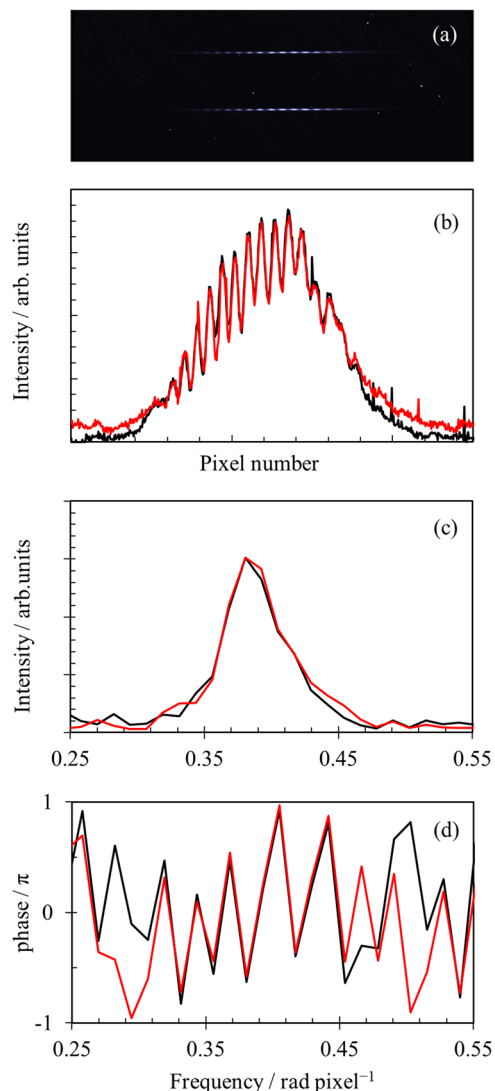 (a)
(b)
Intensity / arb. units
Pixel number
(c)
Intensity / arb.units
0.25 0.35 0.45 0.55
(d)
1
0
-1
phase / π
0.25 0.35 0.45 0.55
Frequency / rad pixel⁻¹